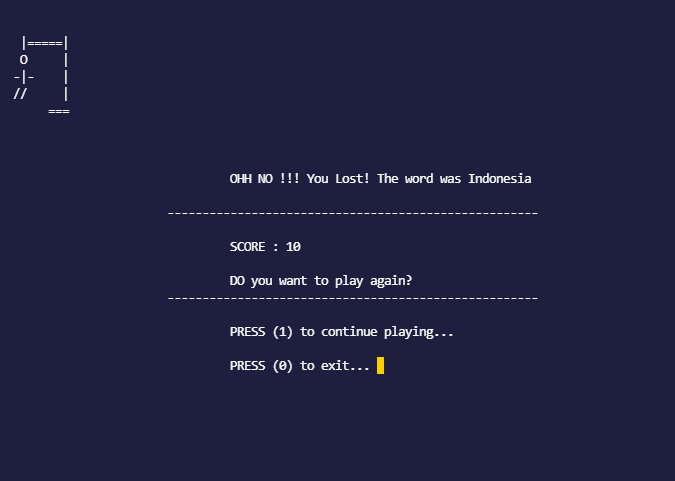 |=====|
O |
-|- |
// |
===
OHH NO !!! You Lost! The word was Indonesia
-----------------------------------------------------
SCORE : 10
DO you want to play again?
-----------------------------------------------------
PRESS (1) to continue playing...
PRESS (0) to exit...